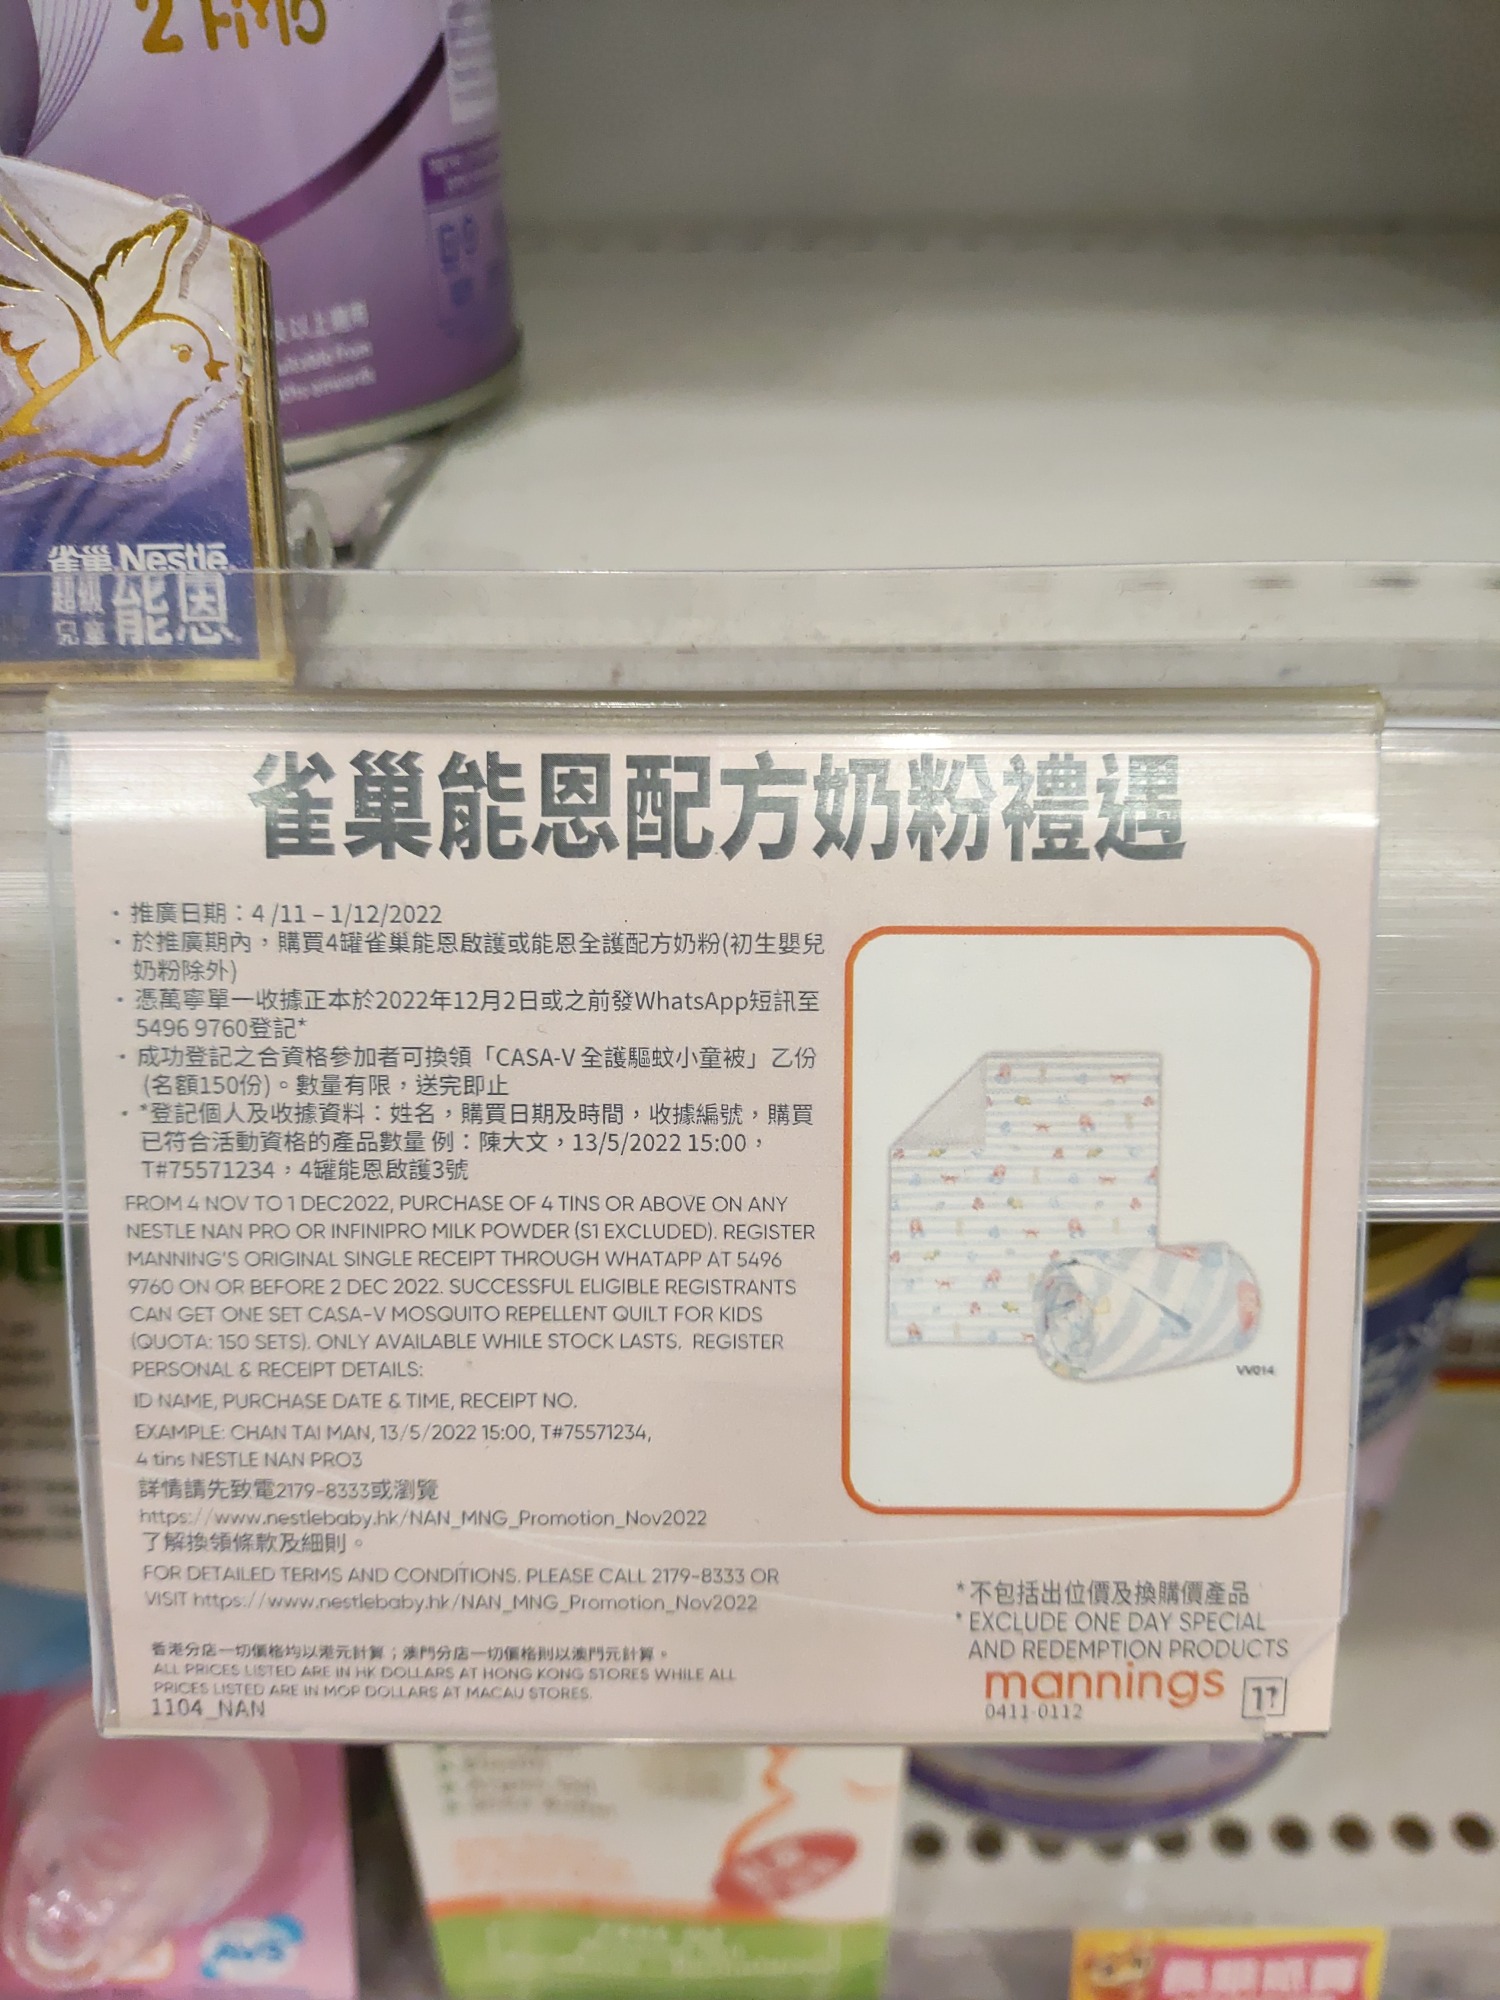 雀巢 Nestlé
超級 能恩
兒童
雀巢能恩配方奶粉禮遇
· 推廣日期：4 /11 – 1/12/2022
· 於推廣期內，購買4罐雀巢能恩啟護或能恩全護配方奶粉(初生嬰兒
奶粉除外)
· 憑萬寧單一收據正本於2022年12月2日或之前發WhatsApp短訊至
5496 9760登記*
· 成功登記之合資格參加者可換領「CASA-V 全護驅蚊小童被」乙份
(名額150份)。數量有限，送完即止
· *登記個人及收據資料：姓名，購買日期及時間，收據編號，購買
已符合活動資格的產品數量 例：陳大文，13/5/2022 15:00，
T#75571234，4罐能恩啟護3號
FROM 4 NOV TO 1 DEC2022, PURCHASE OF 4 TINS OR ABOVE ON ANY
NESTLE NAN PRO OR INFINIPRO MILK POWDER (S1 EXCLUDED). REGISTER
MANNING'S ORIGINAL SINGLE RECEIPT THROUGH WHATAPP AT 5496
9760 ON OR BEFORE 2 DEC 2022. SUCCESSFUL ELIGIBLE REGISTRANTS
CAN GET ONE SET CASA-V MOSQUITO REPELLENT QUILT FOR KIDS
(QUOTA: 150 SETS). ONLY AVAILABLE WHILE STOCK LASTS. REGISTER
PERSONAL & RECEIPT DETAILS:
ID NAME, PURCHASE DATE & TIME, RECEIPT NO.
EXAMPLE: CHAN TAI MAN, 13/5/2022 15:00, T#75571234,
4 tins NESTLE NAN PRO3
詳情請先致電2179-8333或瀏覽
https://www.nestlebaby.hk/NAN_MNG_Promotion_Nov2022
了解換領條款及細則。
FOR DETAILED TERMS AND CONDITIONS. PLEASE CALL 2179-8333 OR
VISIT https://www.nestlebaby.hk/NAN_MNG_Promotion_Nov2022
香港分店一切價格均以港元計算；澳門分店一切價格則以澳門元計算。
ALL PRICES LISTED ARE IN HK DOLLARS AT HONG KONG STORES WHILE ALL
PRICES LISTED ARE IN MOP DOLLARS AT MACAU STORES.
1104_NAN
VV014
*不包括出位價及換購價產品
* EXCLUDE ONE DAY SPECIAL
AND REDEMPTION PRODUCTS
mannings
0411-0112